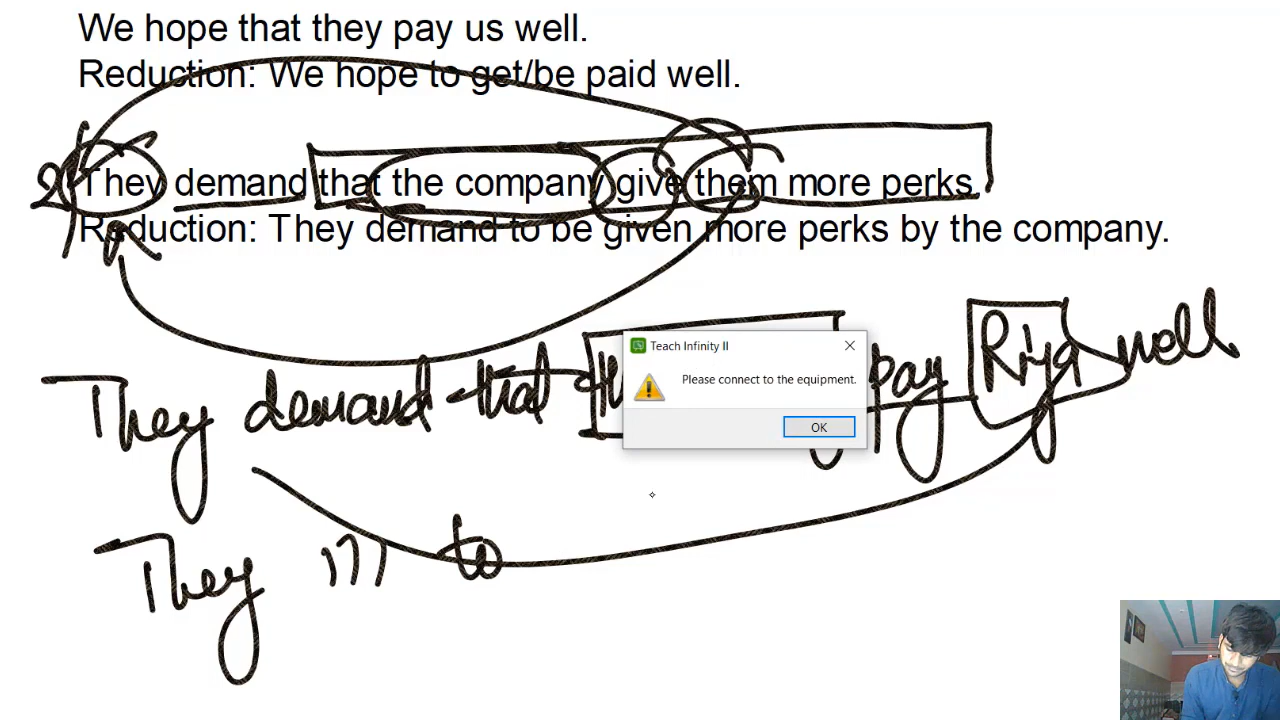 We hope that they pay us well.
Reduction: We hope to get/be paid well.
2. They demand that the company give them more perks.
Reduction: They demand to be given more perks by the company.
They demand that pay Riya well
Teach Infinity II
Please connect to the equipment.
OK
They to